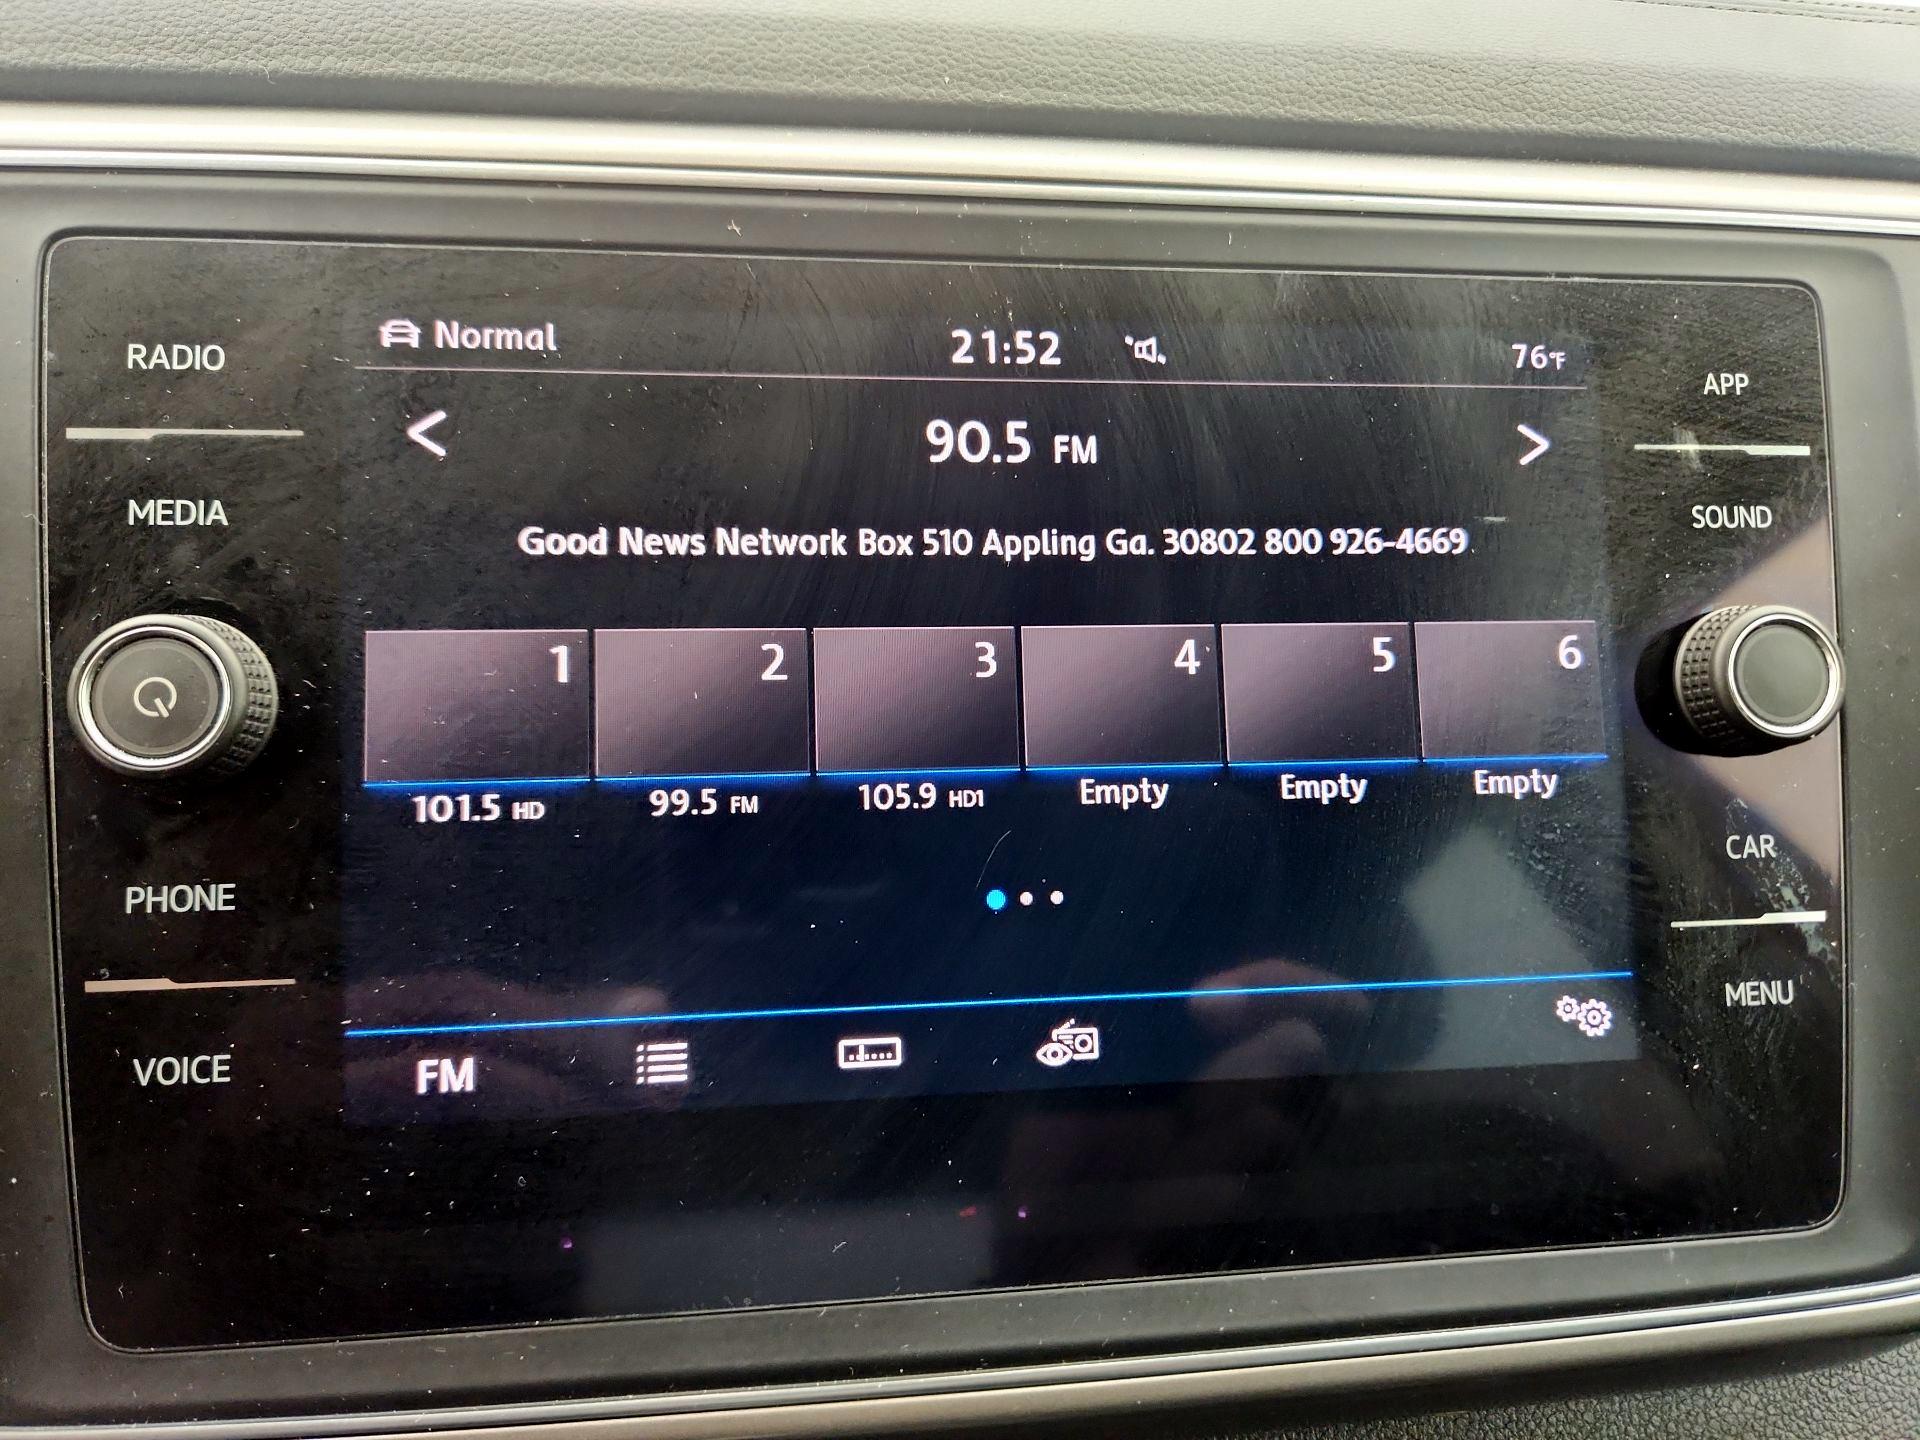 RADIO
MEDIA
PHONE
VOICE
Normal
21:52
76°F
90.5 FM
Good News Network Box 510 Appling Ga. 30802 800 926-4669
1 2 3 4 5 6
101.5 HD 99.5 FM 105.9 HD1 Empty Empty Empty
FM
APP
SOUND
CAR
MENU